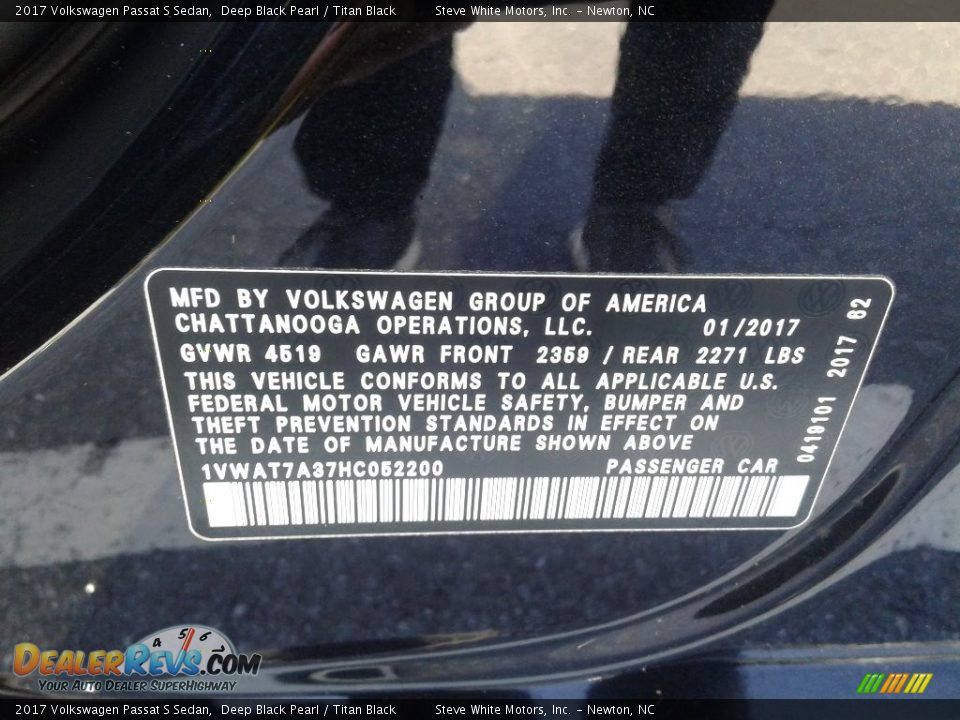 2017 Volkswagen Passat S Sedan,  Deep Black Pearl / Titan Black    Steve White Motors, Inc. - Newton, NC
MFD BY VOLKSWAGEN GROUP OF AMERICA
CHATTANOOGA OPERATIONS, LLC.    01/2017
GVWR 4519   GAWR FRONT  2359 / REAR 2271 LBS
THIS VEHICLE CONFORMS TO ALL APPLICABLE U.S.
FEDERAL MOTOR VEHICLE SAFETY, BUMPER AND
THEFT PREVENTION STANDARDS IN EFFECT ON
THE DATE OF MANUFACTURE SHOWN ABOVE
1VWAT7A37HC052200    PASSENGER CAR
0419101  2017 62
4 5 6
DEALERREVS.COM
YOUR AUTO DEALER SUPERHIGHWAY
2017 Volkswagen Passat S Sedan,  Deep Black Pearl / Titan Black    Steve White Motors, Inc. - Newton, NC